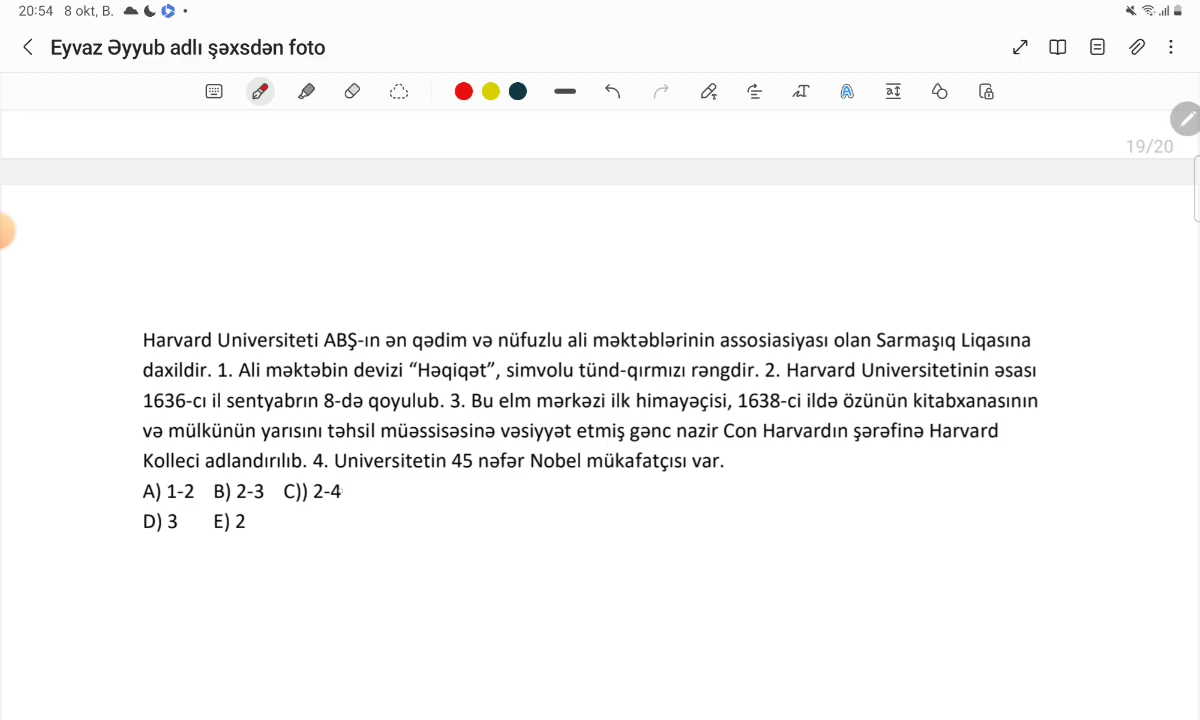 20:54 8 okt, B.
Eyvaz Əyyub adlı şəxsdən foto
19/20
Harvard Universiteti ABŞ-ın ən qədim və nüfuzlu ali məktəblərinin assosiasiyası olan Sarmaşıq Liqasına
daxildir. 1. Ali məktəbin devizi “Həqiqət”, simvolu tünd-qırmızı rəngdir. 2. Harvard Universitetinin əsası
1636-cı il sentyabrın 8-də qoyulub. 3. Bu elm mərkəzi ilk himayəçisi, 1638-ci ildə özünün kitabxanasının
və mülkünün yarısını təhsil müəssisəsinə vəsiyyət etmiş gənc nazir Con Harvardın şərəfinə Harvard
Kolleci adlandırılıb. 4. Universitetin 45 nəfər Nobel mükafatçısı var.
A) 1-2 B) 2-3 C)) 2-4
D) 3 E) 2